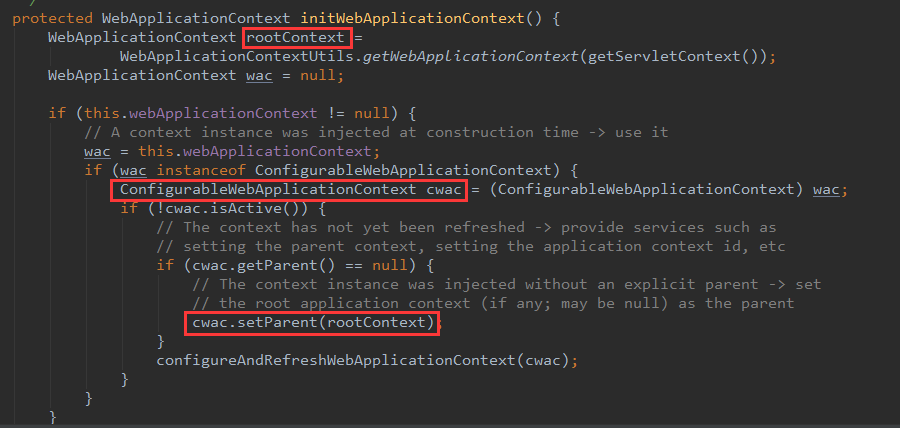 /
protected WebApplicationContext initWebApplicationContext() {
WebApplicationContext rootContext =
WebApplicationContextUtils.getWebApplicationContext(getServletContext());
WebApplicationContext wac = null;
if (this.webApplicationContext != null) {
// A context instance was injected at construction time -> use it
wac = this.webApplicationContext;
if (wac instanceof ConfigurableWebApplicationContext) {
ConfigurableWebApplicationContext cwac = (ConfigurableWebApplicationContext) wac;
if (!cwac.isActive()) {
// The context has not yet been refreshed -> provide services such as
// setting the parent context, setting the application context id, etc
if (cwac.getParent() == null) {
// The context instance was injected without an explicit parent -> set
// the root application context (if any; may be null) as the parent
cwac.setParent(rootContext);
}
configureAndRefreshWebApplicationContext(cwac);
}
}
}